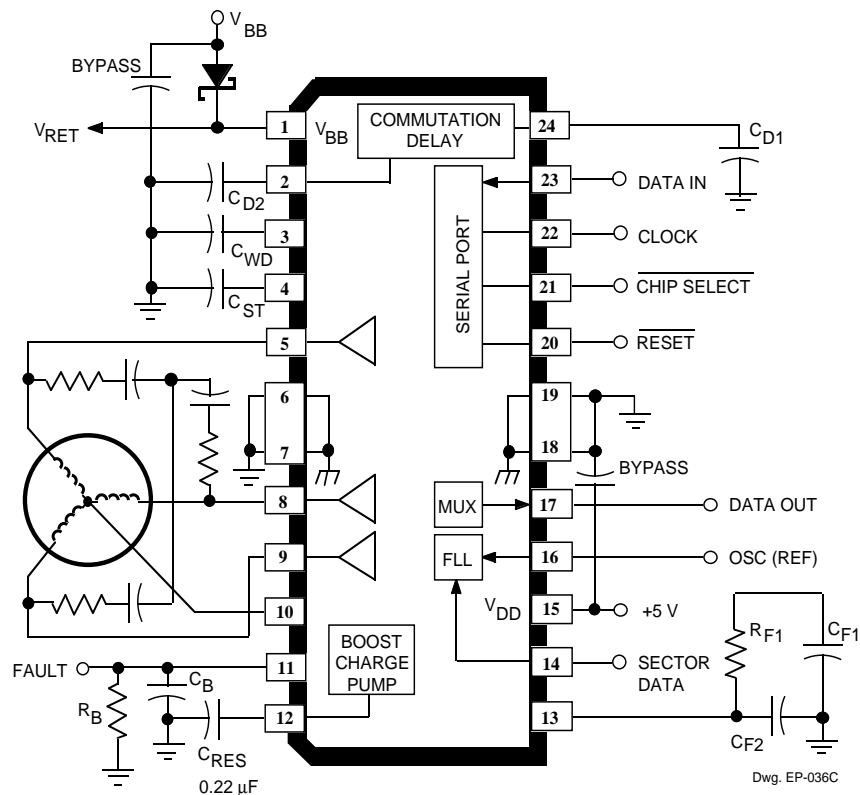 V BB
BYPASS
V RET
1
V BB
COMMUTATION
DELAY
24
C D1
2
C D2
23
DATA IN
3
C WD
22
CLOCK
4
C ST
21
CHIP SELECT
SERIAL PORT
5
20
RESET
6
19
7
18
BYPASS
8
MUX
17
DATA OUT
9
FLL
16
OSC (REF)
10
V DD
15
+5 V
R F1
C F1
FAULT
11
BOOST
CHARGE
PUMP
14
SECTOR
DATA
R B
C B
12
13
C RES
0.22 µF
C F2
Dwg. EP-036C